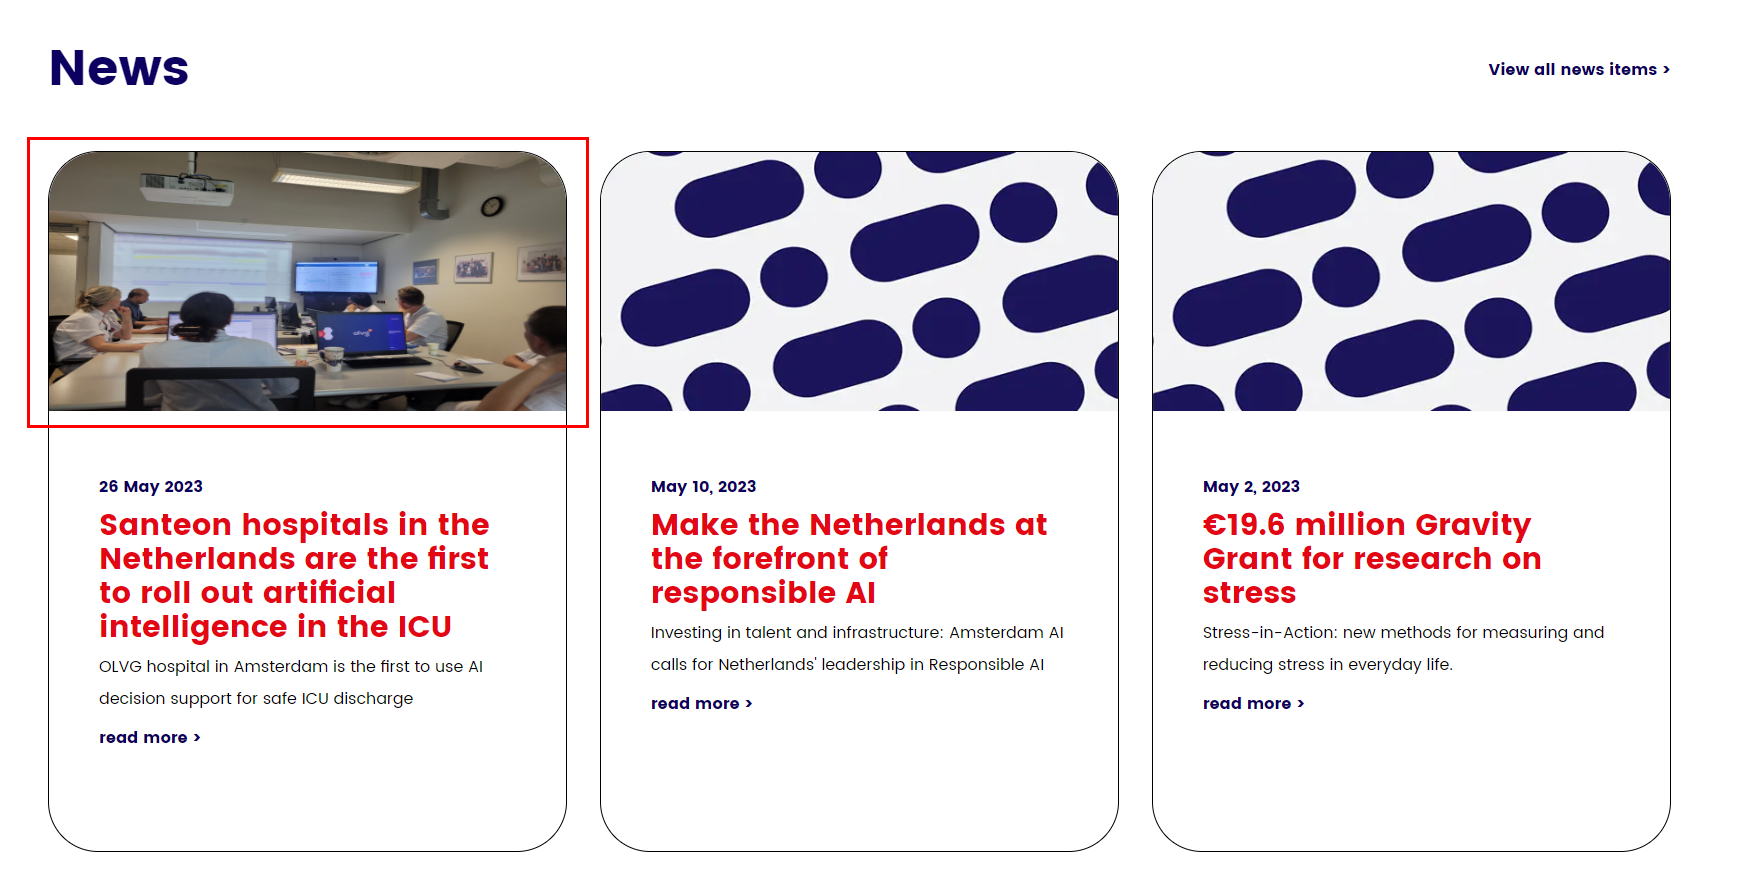 News
View all news items >
olvg
26 May 2023
Santeon hospitals in the
Netherlands are the first
to roll out artificial
intelligence in the ICU
OLVG hospital in Amsterdam is the first to use AI
decision support for safe ICU discharge
read more >
May 10, 2023
Make the Netherlands at
the forefront of
responsible AI
Investing in talent and infrastructure: Amsterdam AI
calls for Netherlands' leadership in Responsible AI
read more >
May 2, 2023
€19.6 million Gravity
Grant for research on
stress
Stress-in-Action: new methods for measuring and
reducing stress in everyday life.
read more >